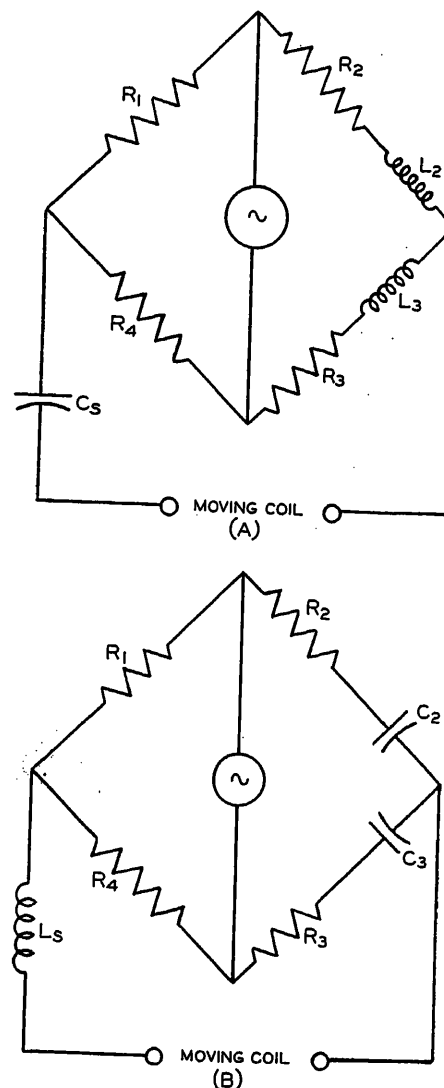 R1
R2
L2
~
L3
R4
R3
Cs
MOVING COIL
(A)
R2
R1
C2
~
C3
R4
R3
Ls
MOVING COIL
(B)